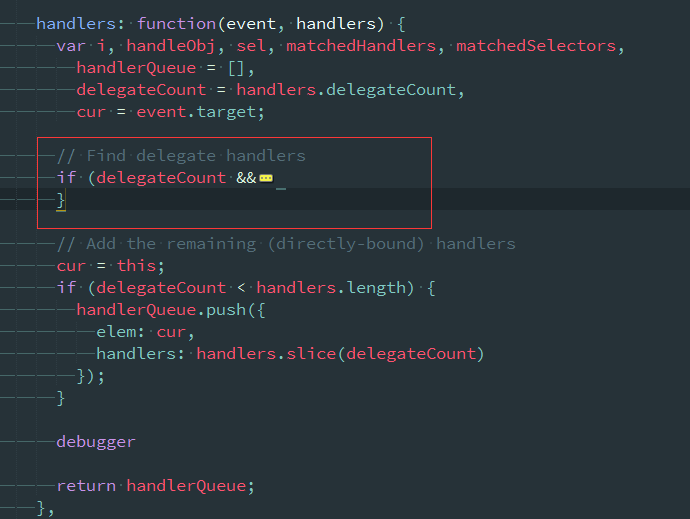 handlers: function(event, handlers) {
var i, handleObj, sel, matchedHandlers, matchedSelectors,
handlerQueue = [],
delegateCount = handlers.delegateCount,
cur = event.target;
// Find delegate handlers
if (delegateCount &&…
}
// Add the remaining (directly-bound) handlers
cur = this;
if (delegateCount < handlers.length) {
handlerQueue.push({
elem: cur,
handlers: handlers.slice(delegateCount)
});
}
debugger
return handlerQueue;
},